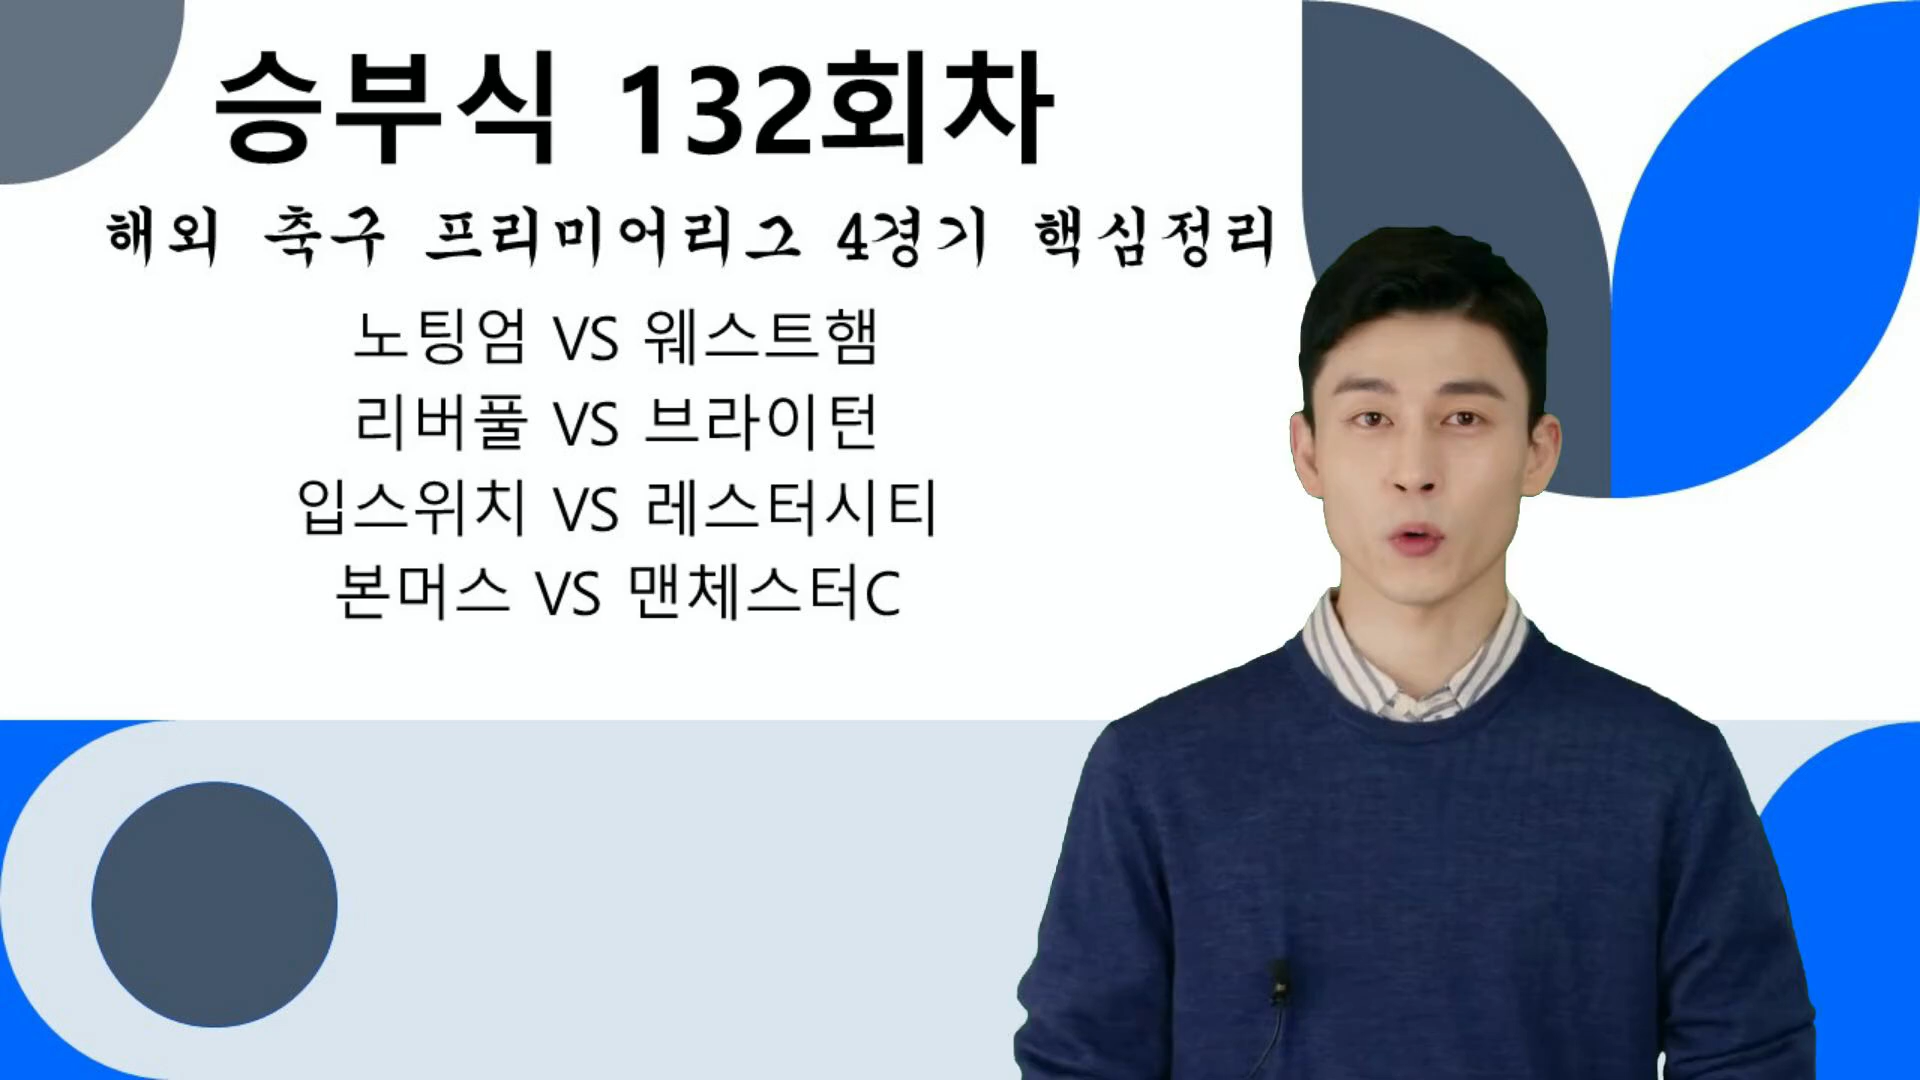 승부식 132회차
해외 축구 프리미어리그 4경기 핵심정리
노팅엄 VS 웨스트햄
리버풀 VS 브라이턴
입스위치 VS 레스터시티
본머스 VS 맨체스터C